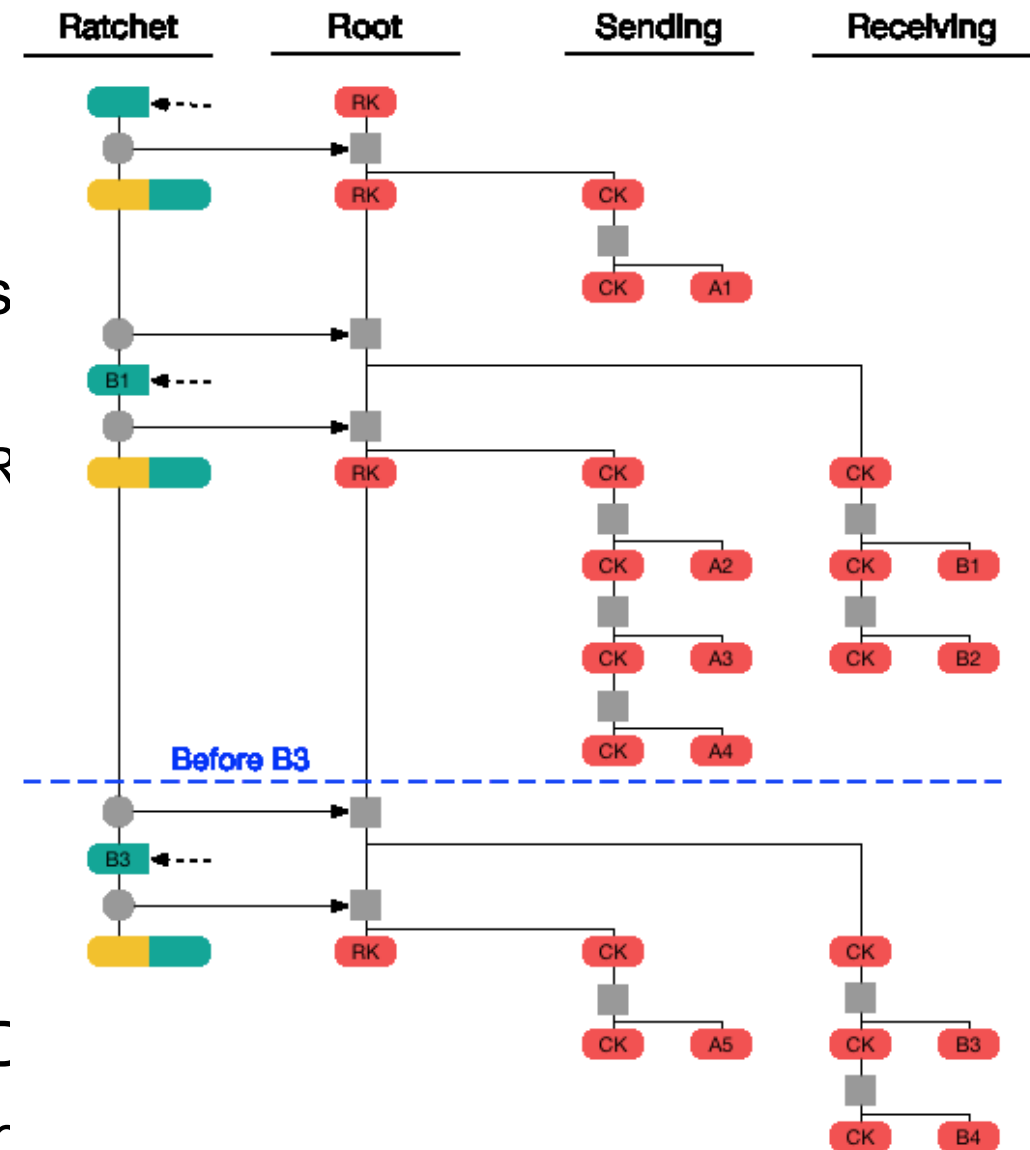 Ratchet Root Sending Receiving
RK
RK CK
s
CK A1
B1
R
RK CK CK
CK A2 CK B1
CK A3 CK B2
CK A4
Before B3
B3
RK CK CK
C
CK A5 CK B3
CK B4